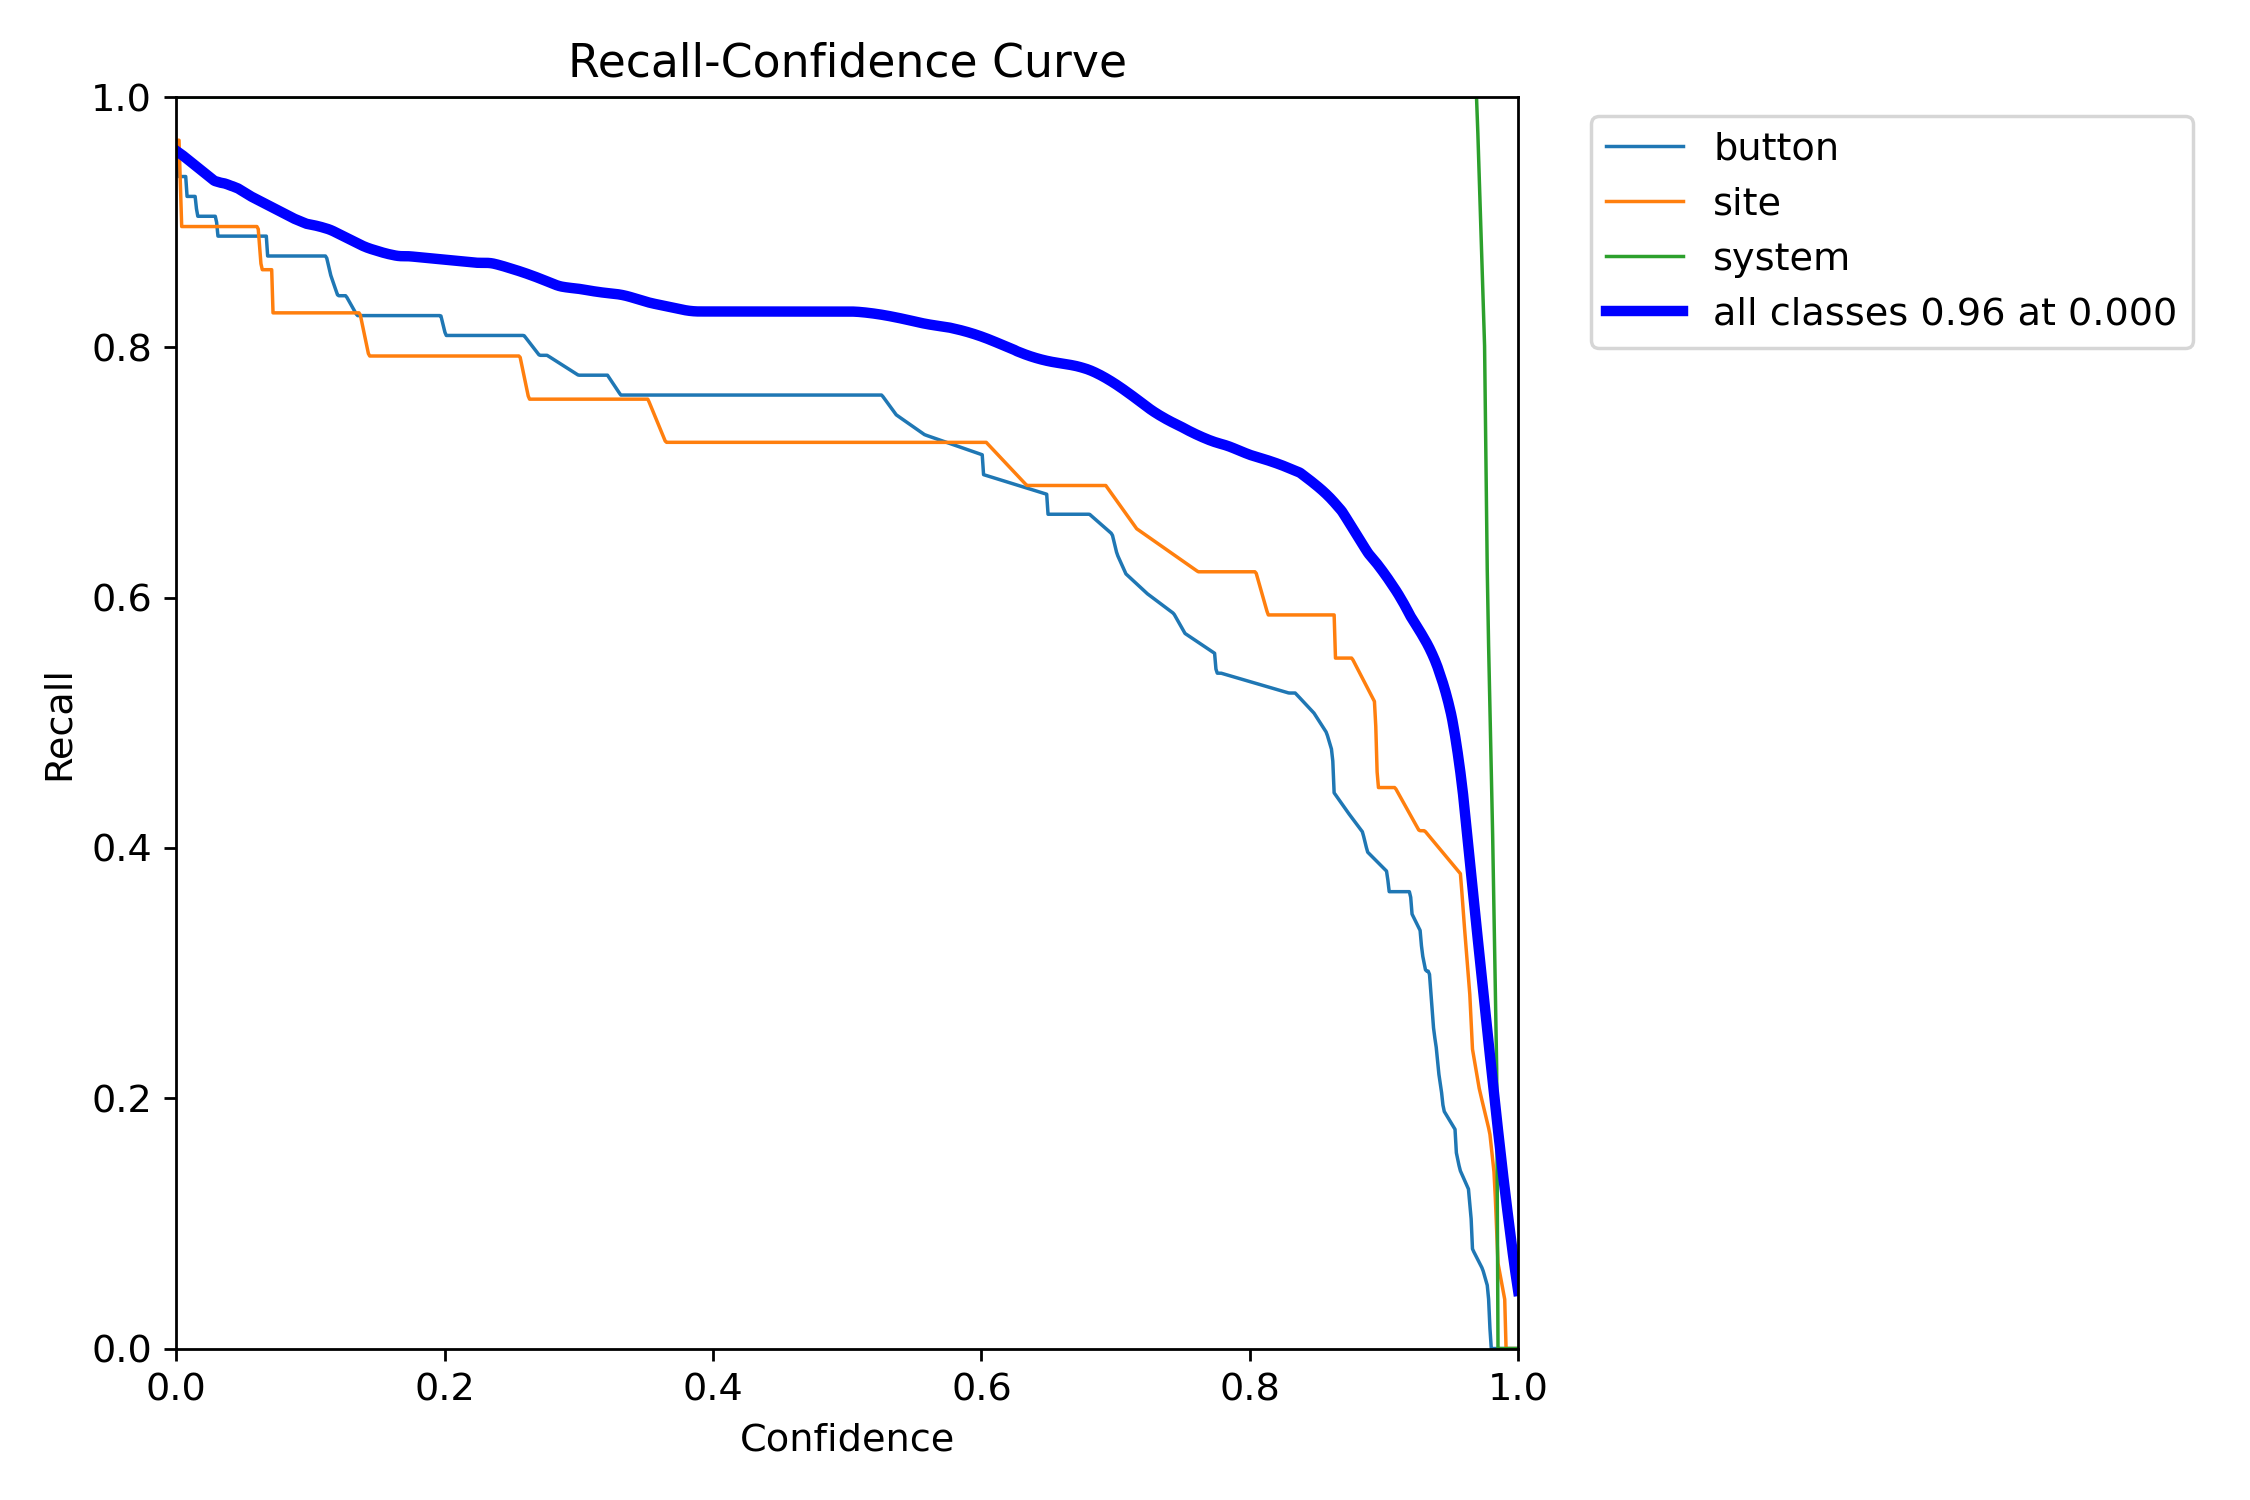 Recall-Confidence Curve
1.0
0.8
0.6
0.4
0.2
0.0
Recall
0.0 0.2 0.4 0.6 0.8 1.0
Confidence
button
site
system
all classes 0.96 at 0.000